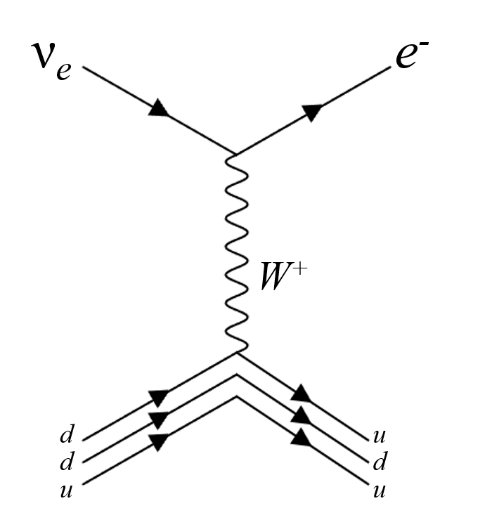 νₑ e⁻
W⁺
d u
d d
u u